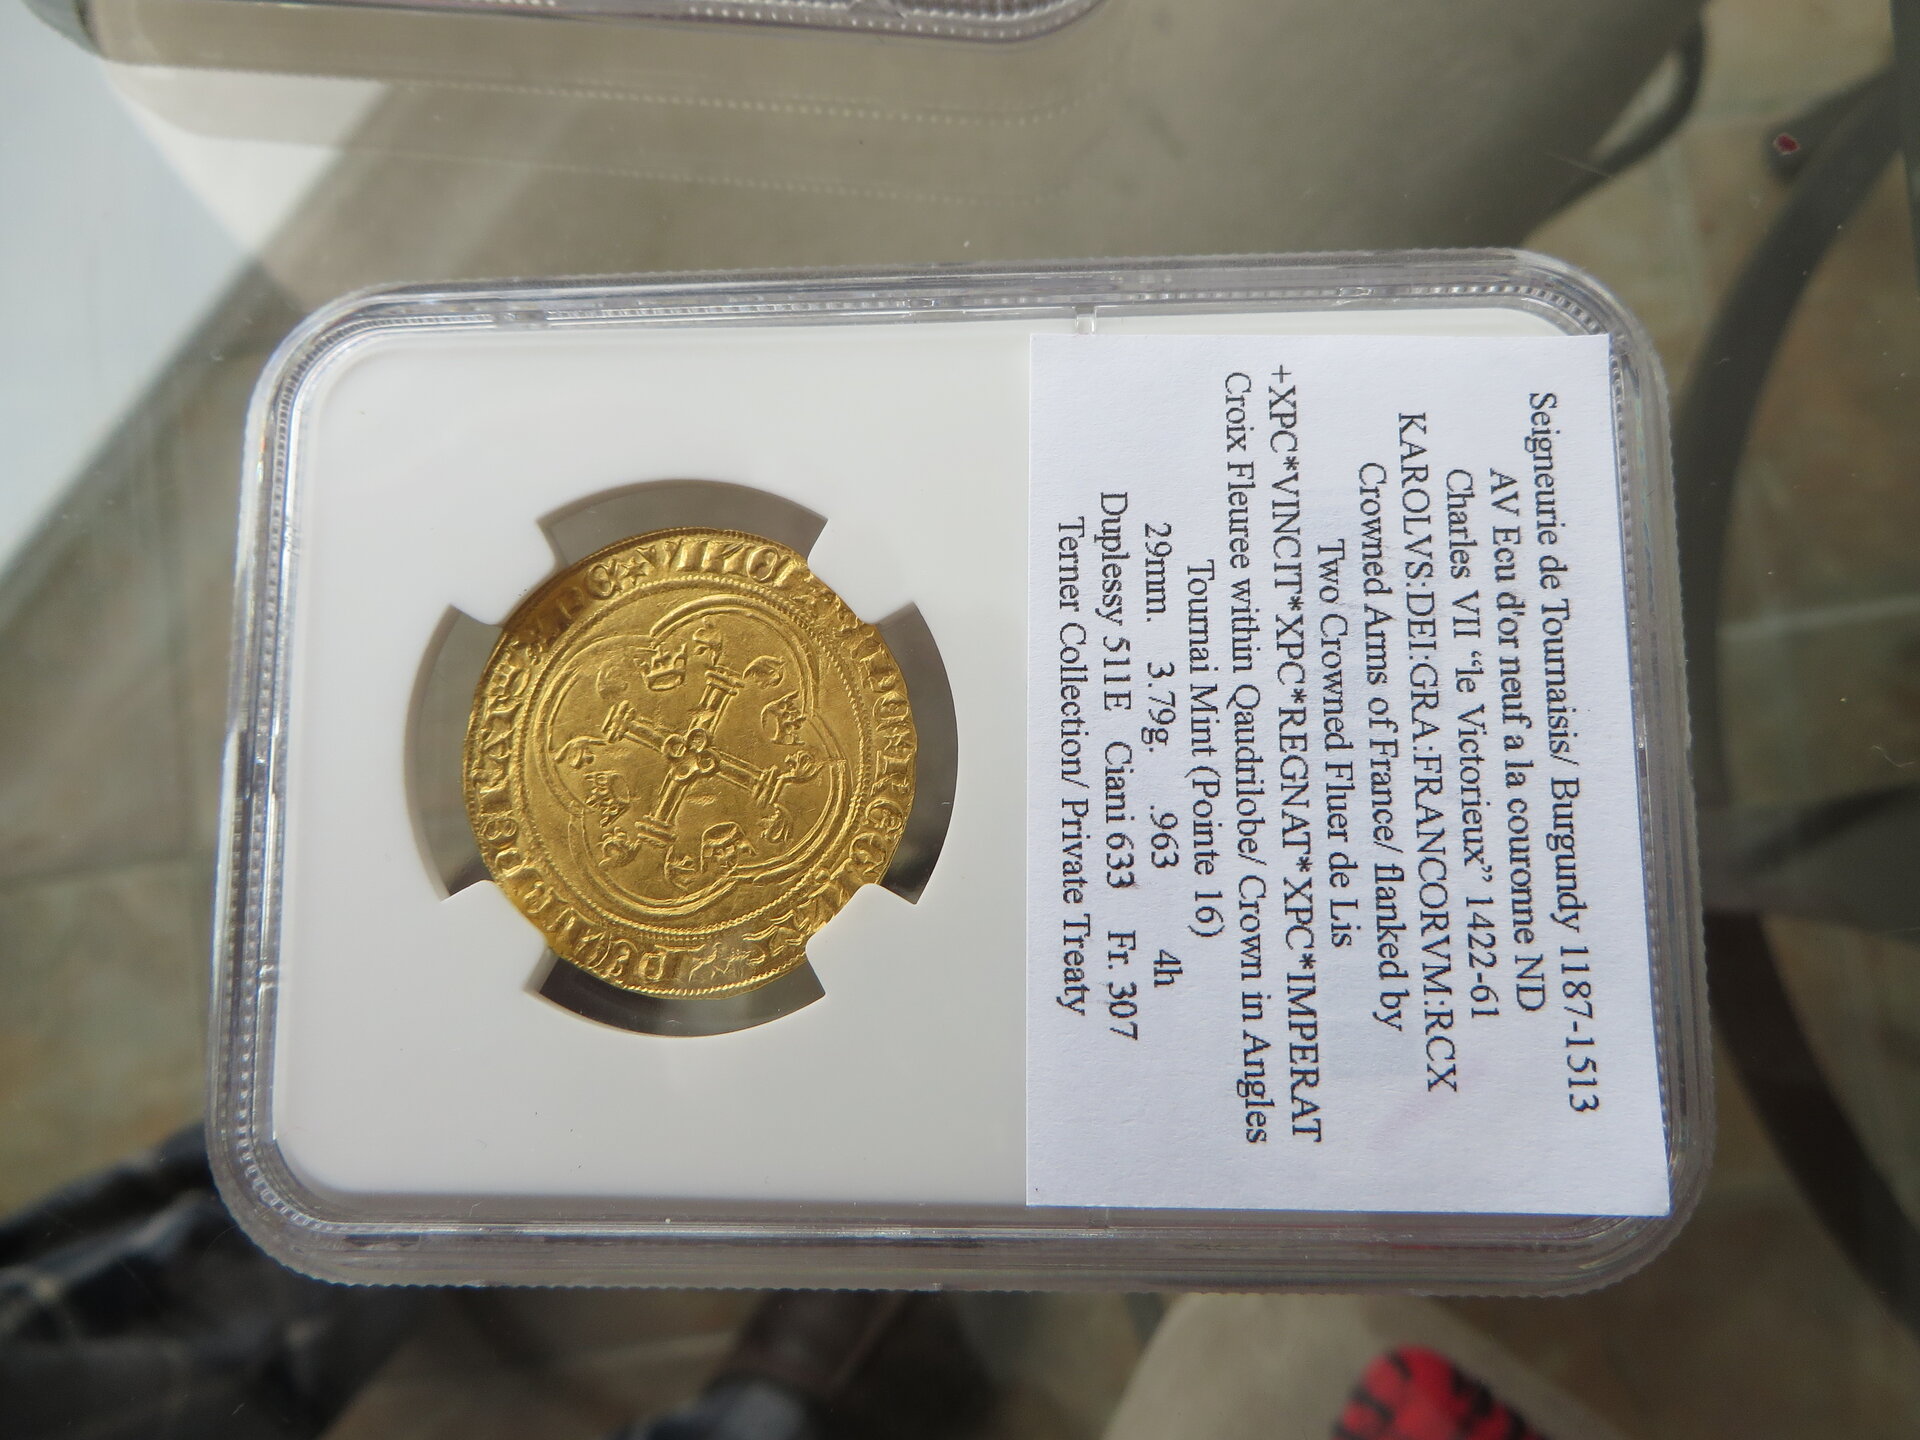 Seigneurie de Tournaisis/ Burgundy 1187-1513
AV Ecu d'or neuf a la couronne ND
Charles VII “le Victorieux” 1422-61
KAROLVS:DEI:GRA:FRANCORVM:RCX
Crowned Arms of France/ flanked by
Two Crowned Fluer de Lis
+XPC*VINCIT*XPC*REGNAT*XPC*IMPERAT
Croix Fleuree within Qaudrilobe/ Crown in Angles
Tournai Mint (Pointe 16)
29mm. 3.79g. .963 4h
Duplessy 511E Ciani 633 Fr. 307
Terner Collection/ Private Treaty